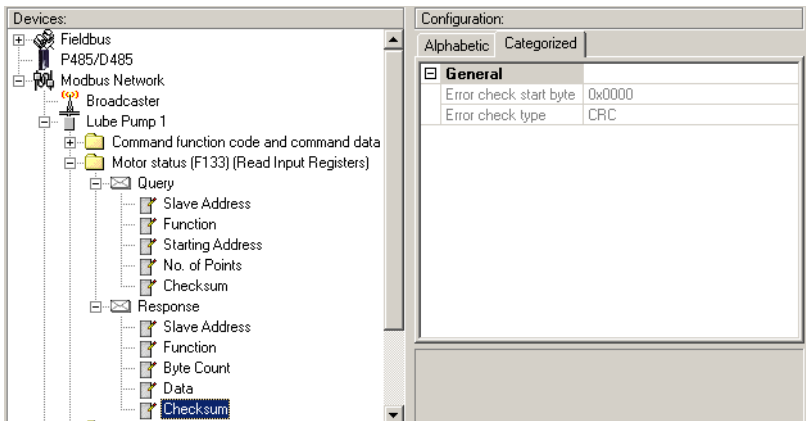 Devices:
Fieldbus
P485/D485
Modbus Network
Broadcaster
Lube Pump 1
Command function code and command data
Motor status (F133) (Read Input Registers)
Query
Slave Address
Function
Starting Address
No. of Points
Checksum
Response
Slave Address
Function
Byte Count
Data
Checksum
Configuration:
Alphabetic Categorized
General
Error check start byte 0x0000
Error check type CRC